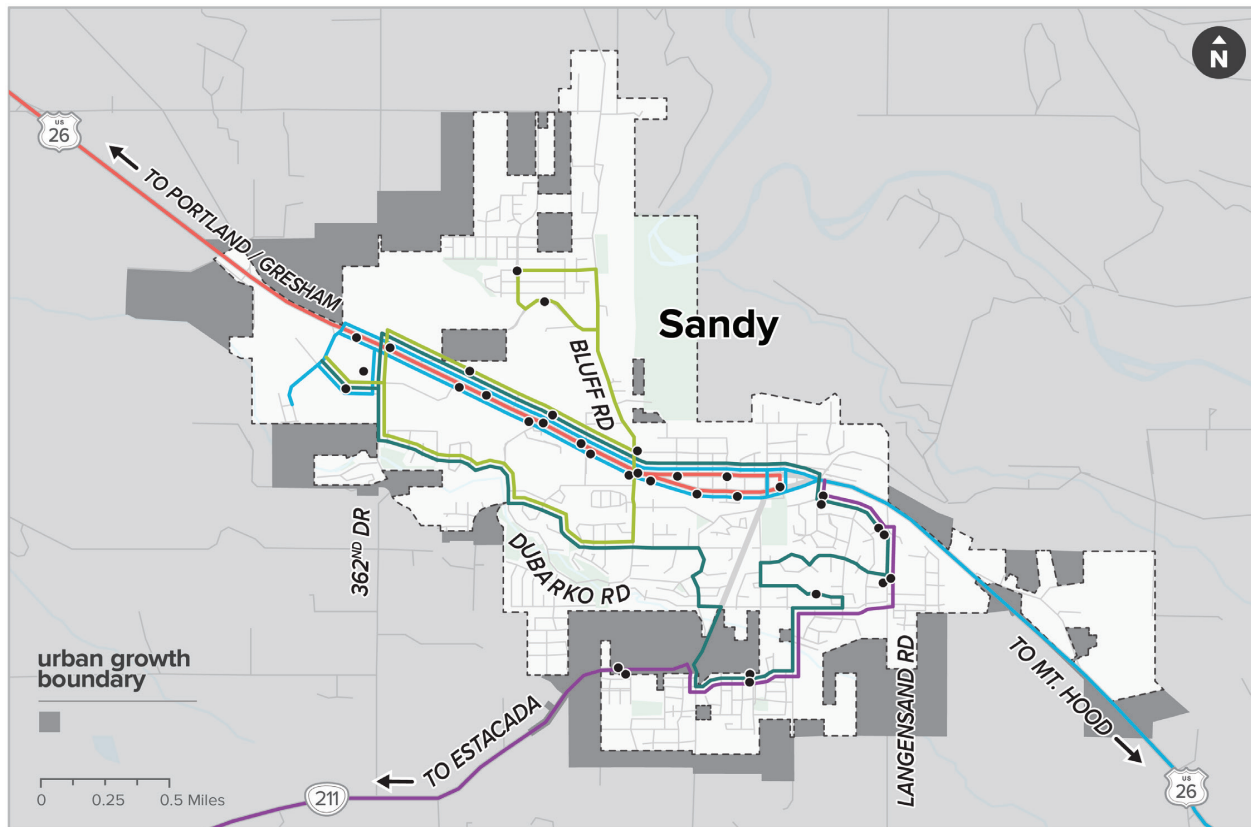 N
US
26
TO PORTLAND / GRESHAM
Sandy
BLUFF RD
362ND DR
DUBARKO RD
urban growth
boundary
LANGENSAND RD
TO MT. HOOD
TO ESTACADA
0 0.25 0.5 Miles
211
US
26